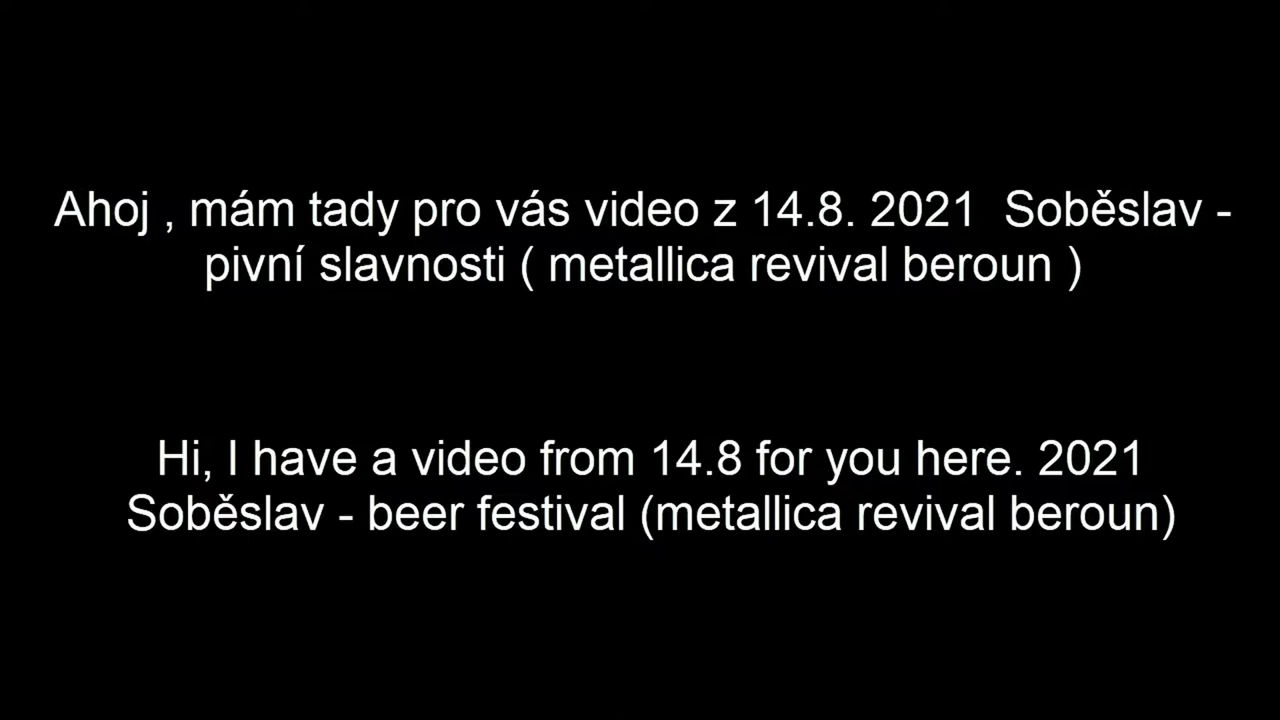 Ahoj , mám tady pro vás video z 14.8. 2021  Soběslav -
pivní slavnosti ( metallica revival beroun )
Hi, I have a video from 14.8 for you here. 2021
Soběslav - beer festival (metallica revival beroun)